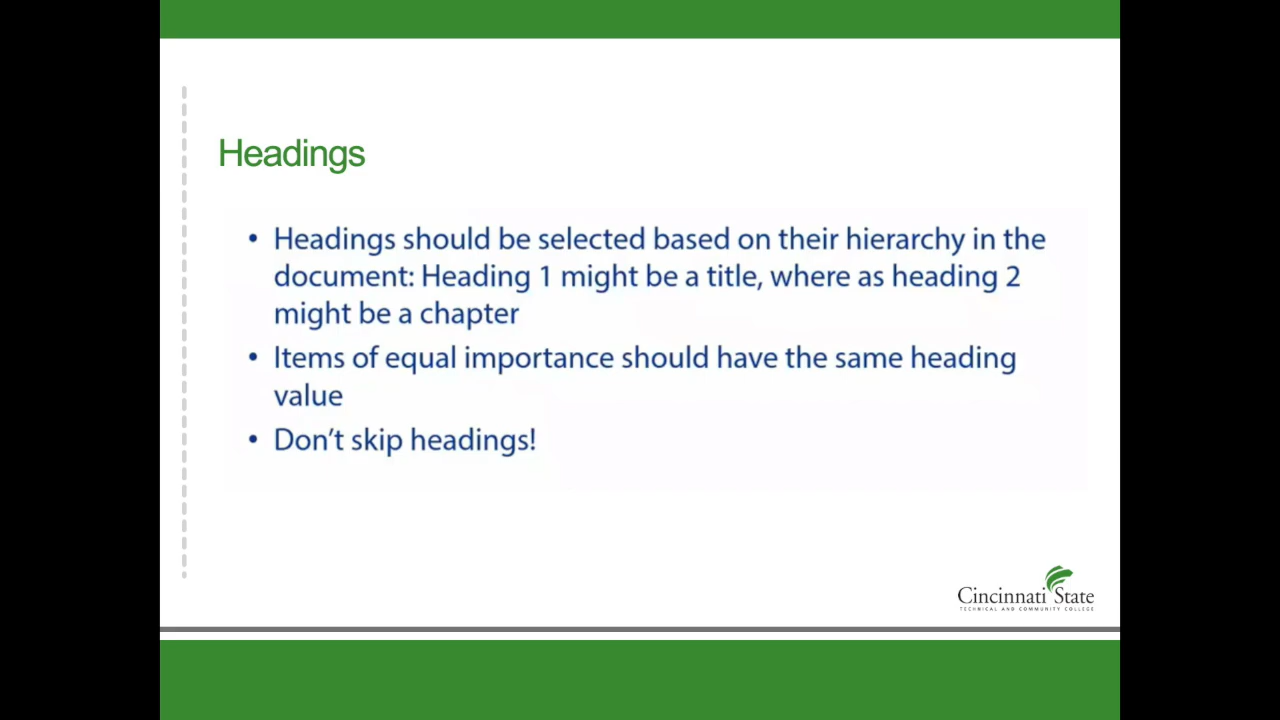 Headings
• Headings should be selected based on their hierarchy in the
document: Heading 1 might be a title, where as heading 2
might be a chapter
• Items of equal importance should have the same heading
value
• Don't skip headings!
Cincinnati State
TECHNICAL AND COMMUNITY COLLEGE